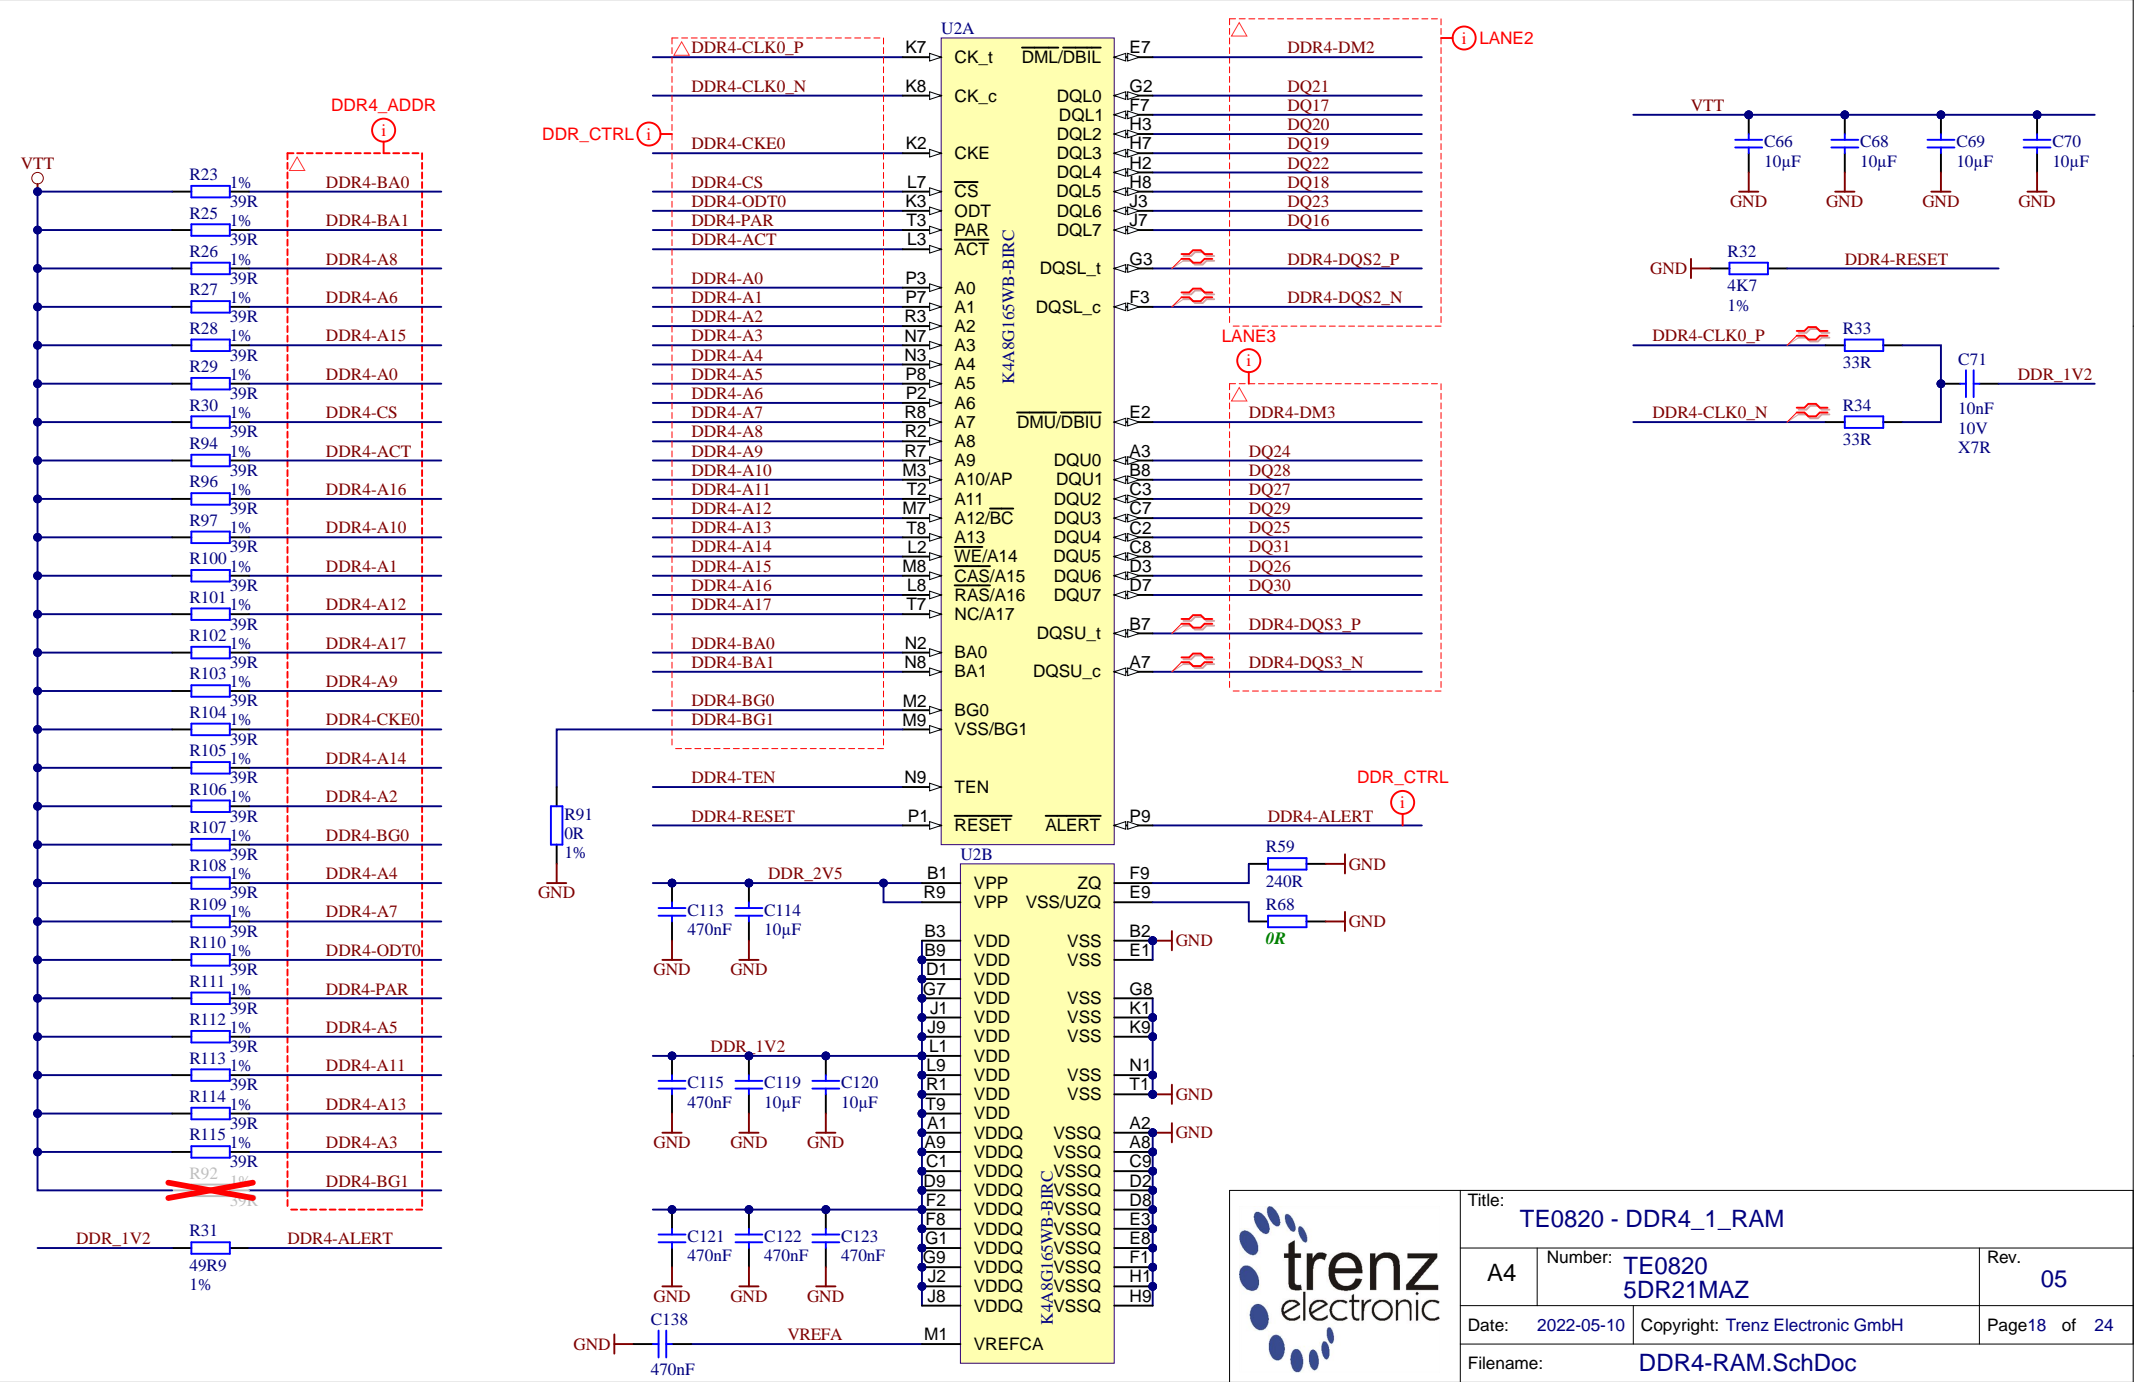 DDR4_ADDR
i
VTT
R23 1% 39R DDR4-BA0
R25 1% 39R DDR4-BA1
R26 1% 39R DDR4-A8
R27 1% 39R DDR4-A6
R28 1% 39R DDR4-A15
R29 1% 39R DDR4-A0
R30 1% 39R DDR4-CS
R94 1% 39R DDR4-ACT
R96 1% 39R DDR4-A16
R97 1% 39R DDR4-A10
R100 1% 39R DDR4-A1
R101 1% 39R DDR4-A12
R102 1% 39R DDR4-A17
R103 1% 39R DDR4-A9
R104 1% 39R DDR4-CKE0
R105 1% 39R DDR4-A14
R106 1% 39R DDR4-A2
R107 1% 39R DDR4-BG0
R108 1% 39R DDR4-A4
R109 1% 39R DDR4-A7
R110 1% 39R DDR4-ODT0
R111 1% 39R DDR4-PAR
R112 1% 39R DDR4-A5
R113 1% 39R DDR4-A11
R114 1% 39R DDR4-A13
R115 1% 39R DDR4-A3
R92 1% 39R DDR4-BG1
DDR_1V2 R31 DDR4-ALERT
49R9
1%
U2A
DDR_CTRL i
DDR4-CLK0_P K7 CK_t
DDR4-CLK0_N K8 CK_c
DDR4-CKE0 K2 CKE
DDR4-CS L7 CS
DDR4-ODT0 K3 ODT
DDR4-PAR T3 PAR
DDR4-ACT L3 ACT
DDR4-A0 P3 A0
DDR4-A1 P7 A1
DDR4-A2 R3 A2
DDR4-A3 N7 A3
DDR4-A4 N3 A4
DDR4-A5 P8 A5
DDR4-A6 P2 A6
DDR4-A7 R8 A7
DDR4-A8 R2 A8
DDR4-A9 R7 A9
DDR4-A10 M3 A10/AP
DDR4-A11 T2 A11
DDR4-A12 M7 A12/BC
DDR4-A13 T8 A13
DDR4-A14 L2 WE/A14
DDR4-A15 M8 CAS/A15
DDR4-A16 L8 RAS/A16
DDR4-A17 T7 NC/A17
DDR4-BA0 N2 BA0
DDR4-BA1 N8 BA1
DDR4-BG0 M2 BG0
DDR4-BG1 M9 VSS/BG1
DDR4-TEN N9 TEN
DDR4-RESET P1 RESET
R91
0R
1%
GND
K4A8G165WB-BIRC
i LANE2
DML/DBIL E7 DDR4-DM2
DQL0 G2 DQ21
DQL1 F7 DQ17
DQL2 H3 DQ20
DQL3 H7 DQ19
DQL4 H2 DQ22
DQL5 H8 DQ18
DQL6 J3 DQ23
DQL7 J7 DQ16
DQSL_t G3 DDR4-DQS2_P
DQSL_c F3 DDR4-DQS2_N
LANE3
i
DMU/DBIU E2 DDR4-DM3
DQU0 A3 DQ24
DQU1 B8 DQ28
DQU2 C3 DQ27
DQU3 C7 DQ29
DQU4 C2 DQ25
DQU5 C8 DQ31
DQU6 D3 DQ26
DQU7 D7 DQ30
DQSU_t B7 DDR4-DQS3_P
DQSU_c A7 DDR4-DQS3_N
DDR_CTRL
i
ALERT P9 DDR4-ALERT
U2B
DDR_2V5 B1 VPP
R9 VPP
C113 470nF GND
C114 10µF GND
B3 VDD
B9 VDD
D1 VDD
G7 VDD
J1 VDD
J9 VDD
DDR_1V2 L1 VDD
L9 VDD
R1 VDD
T9 VDD
A1 VDDQ
A9 VDDQ
C1 VDDQ
D9 VDDQ
F2 VDDQ
F8 VDDQ
G1 VDDQ
G9 VDDQ
J2 VDDQ
J8 VDDQ
C115 470nF GND
C119 10µF GND
C120 10µF GND
C121 470nF GND
C122 470nF GND
C123 470nF GND
GND C138 470nF VREFA M1 VREFCA
K4A8G165WB-BIRC
ZQ F9 R59 240R GND
VSS/UZQ E9 R68 0R GND
VSS B2 GND
VSS E1
VSS G8
VSS K1
VSS K9
VSS N1
VSS T1 GND
VSSQ A2 GND
VSSQ A8
VSSQ C9
VSSQ D2
VSSQ D8
VSSQ E3
VSSQ E8
VSSQ F1
VSSQ H1
VSSQ H9
VTT
C66 10µF GND
C68 10µF GND
C69 10µF GND
C70 10µF GND
GND R32 DDR4-RESET
4K7
1%
DDR4-CLK0_P R33
33R
DDR4-CLK0_N R34
33R
C71 DDR_1V2
10nF
10V
X7R
trenz
electronic
Title:
TE0820 - DDR4_1_RAM
A4
Number: TE0820
5DR21MAZ
Rev.
05
Date: 2022-05-10
Copyright: Trenz Electronic GmbH
Page18 of 24
Filename: DDR4-RAM.SchDoc